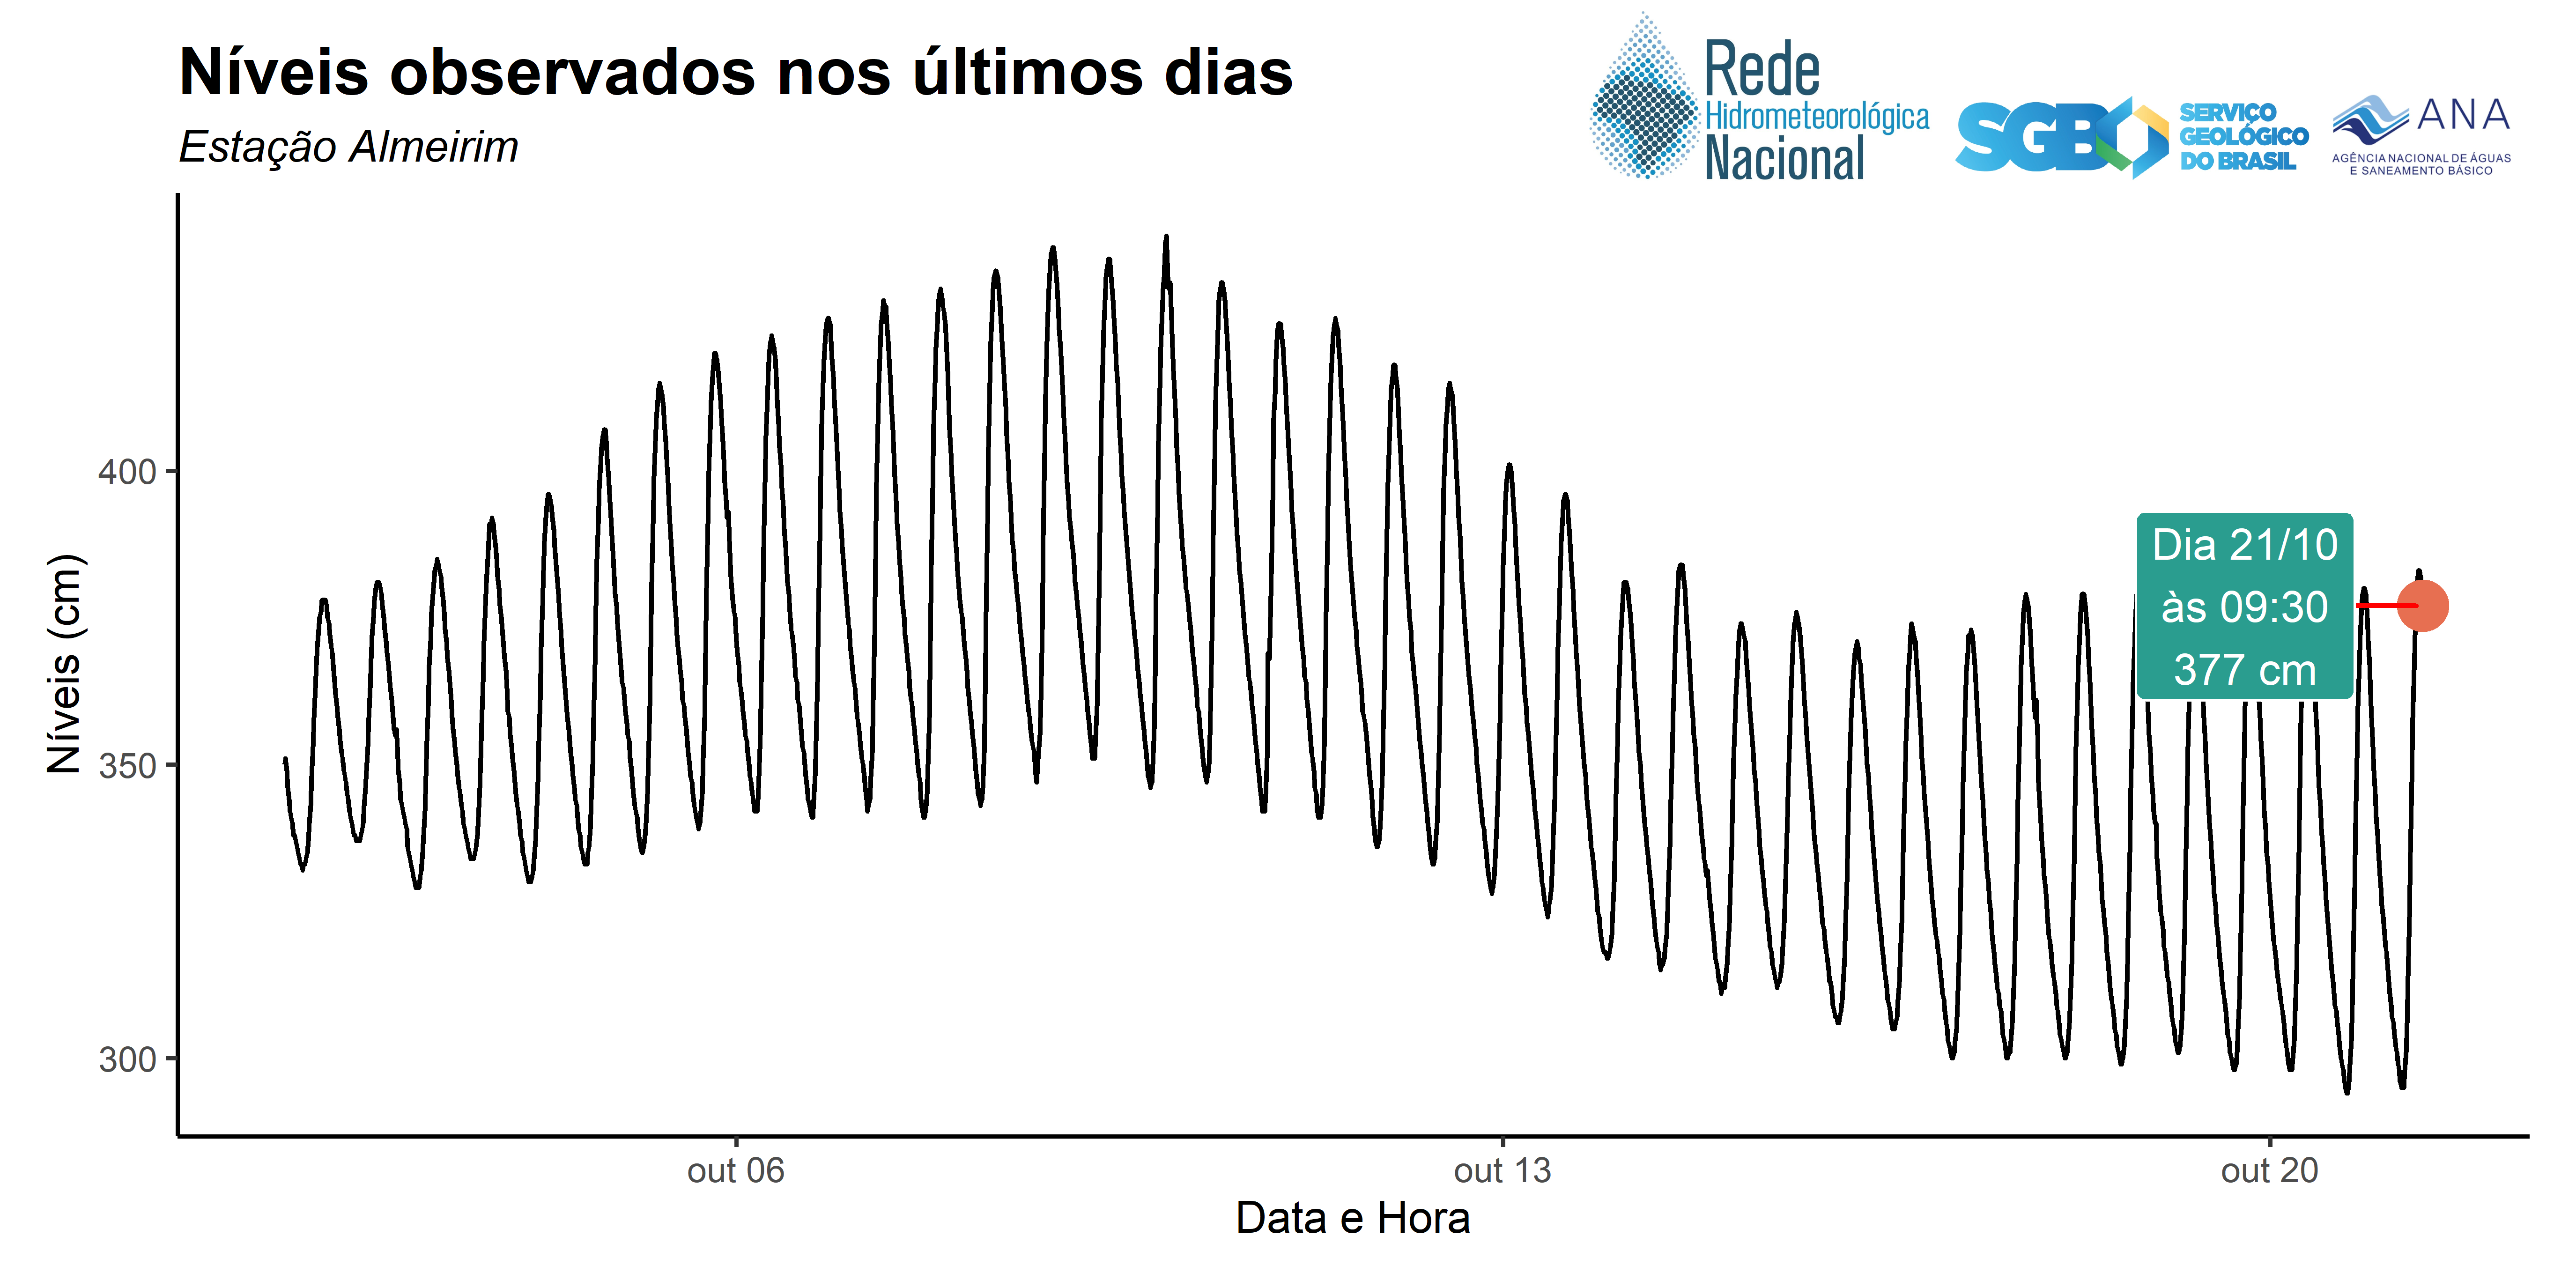 Níveis observados nos últimos dias
Estação Almeirim
Rede
Hidrometeorológica
Nacional
SGB
SERVIÇO
GEOLÓGICO
DO BRASIL
ANA
AGÊNCIA NACIONAL DE ÁGUAS
E SANEAMENTO BÁSICO
Níveis (cm)
400
350
300
Dia 21/10
às 09:30
377 cm
out 06
out 13
out 20
Data e Hora